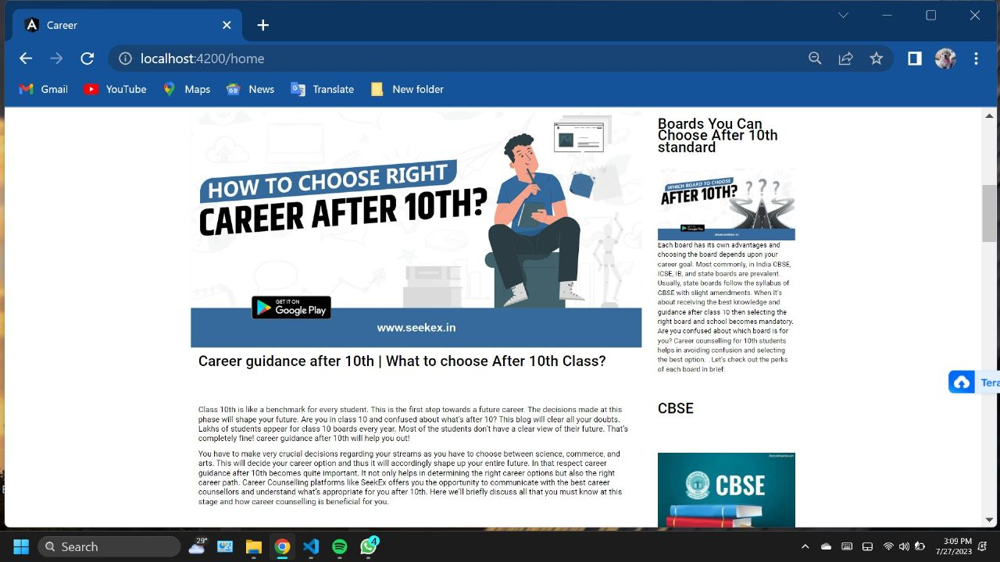 Career
localhost:4200/home
Gmail
YouTube
Maps
News
Translate
New folder
HOW TO CHOOSE RIGHT
CAREER AFTER 10TH?
GET IT ON
Google Play
www.seekex.in
Career guidance after 10th | What to choose After 10th Class?
Class 10th is like a benchmark for every student. This is the first step towards a future career. The decisions made at this
phase will shape your future. Are you in class 10 and confused about what's after 10? This blog will clear all your doubts.
Lakhs of students appear for class 10 boards every year. Most of the students don't have a clear view of their future. That's
completely fine! career guidance after 10th will help you out!
You have to make very crucial decisions regarding your streams as you have to choose between science, commerce, and
arts. This will decide your career option and thus it will accordingly shape up your entire future. In that respect career
guidance after 10th becomes quite important. It not only helps in determining the right career options but also the right
career path. Career Counselling platforms like SeekEx offers you the opportunity to communicate with the best career
counsellors and understand what's appropriate for you after 10th. Here we'll briefly discuss all that you must know at this
stage and how career counselling is beneficial for you.
Boards You Can
Choose After 10th
standard
WHICH BOARD TO CHOOSE
AFTER 10TH?
GET IT ON
Google Play
www.seekex.in
Each board has its own advantages and
choosing the board depends upon your
career goal. Most commonly, in India CBSE,
ICSE, IB, and state boards are prevalent.
Usually, state boards follow the syllabus of
CBSE with slight amendments. When it's
about receiving the best knowledge and
guidance after class 10 then selecting the
right board and school becomes mandatory.
Are you confused about which board is for
you? Career counselling for 10th students
helps in avoiding confusion and selecting
the best option. . Let's check out the perks
of each board in brief:
CBSE
CBSE
Tera
Search
29°
4
3:09 PM
7/27/2023